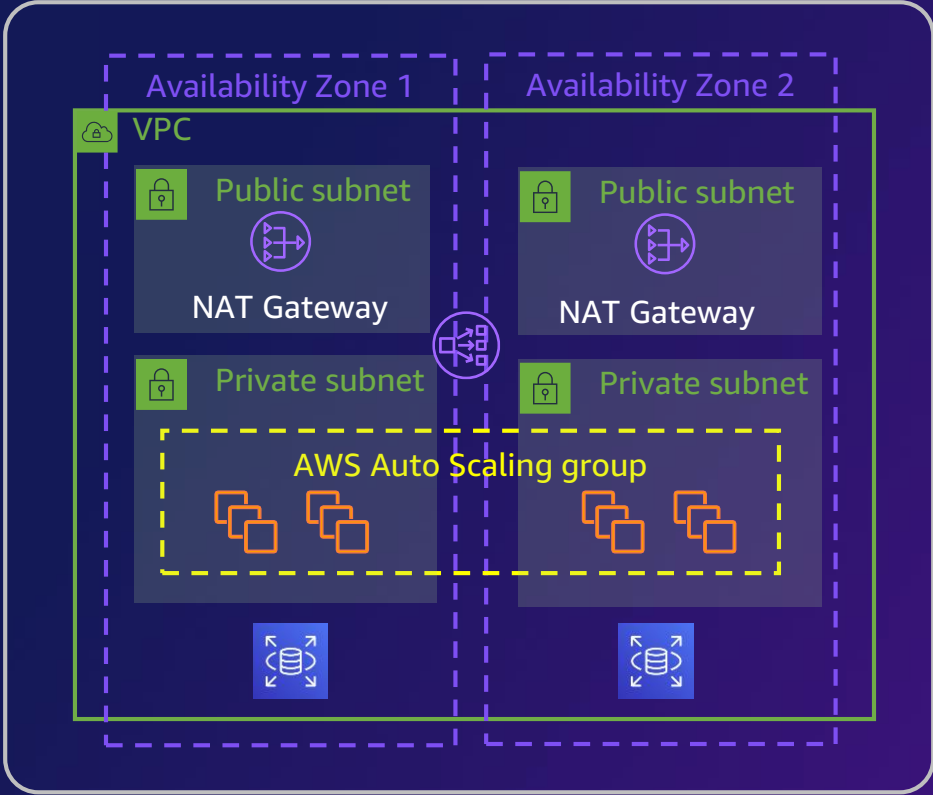 Availability Zone 1
Availability Zone 2
VPC
Public subnet
NAT Gateway
Public subnet
NAT Gateway
Private subnet
Private subnet
AWS Auto Scaling group